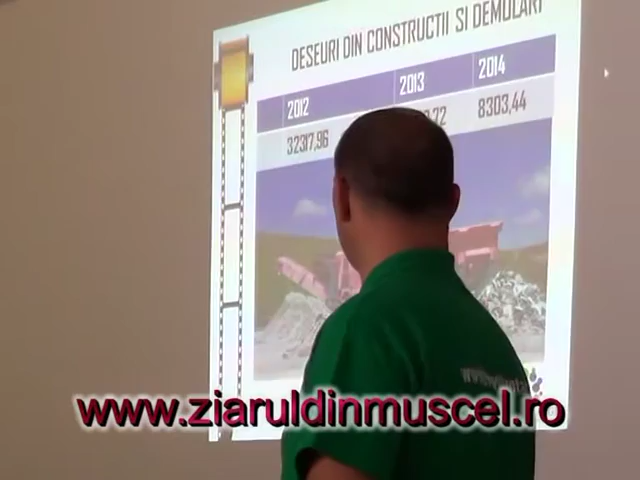 DESEURI DIN CONSTRUCTII SI DEMOLARI
2012 2013 2014
32317,96 8303,44
www.ziaruldinmuscel.ro